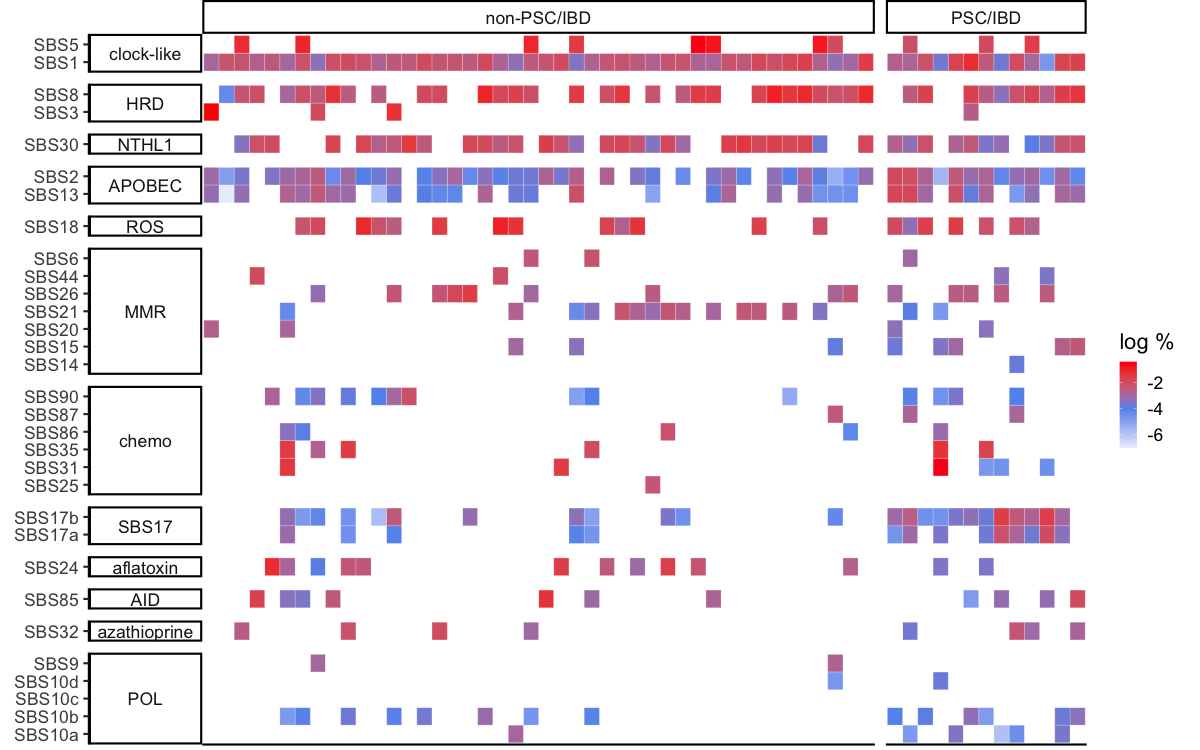 non-PSC/IBD PSC/IBD
SBS5
SBS1
clock-like
SBS8
SBS3
HRD
SBS30
NTHL1
SBS2
SBS13
APOBEC
SBS18
ROS
SBS6
SBS44
SBS26
SBS21
SBS20
SBS15
SBS14
MMR
SBS90
SBS87
SBS86
SBS35
SBS31
SBS25
chemo
SBS17b
SBS17a
SBS17
SBS24
aflatoxin
SBS85
AID
SBS32
azathioprine
SBS9
SBS10d
SBS10c
SBS10b
SBS10a
POL
log %
-2
-4
-6